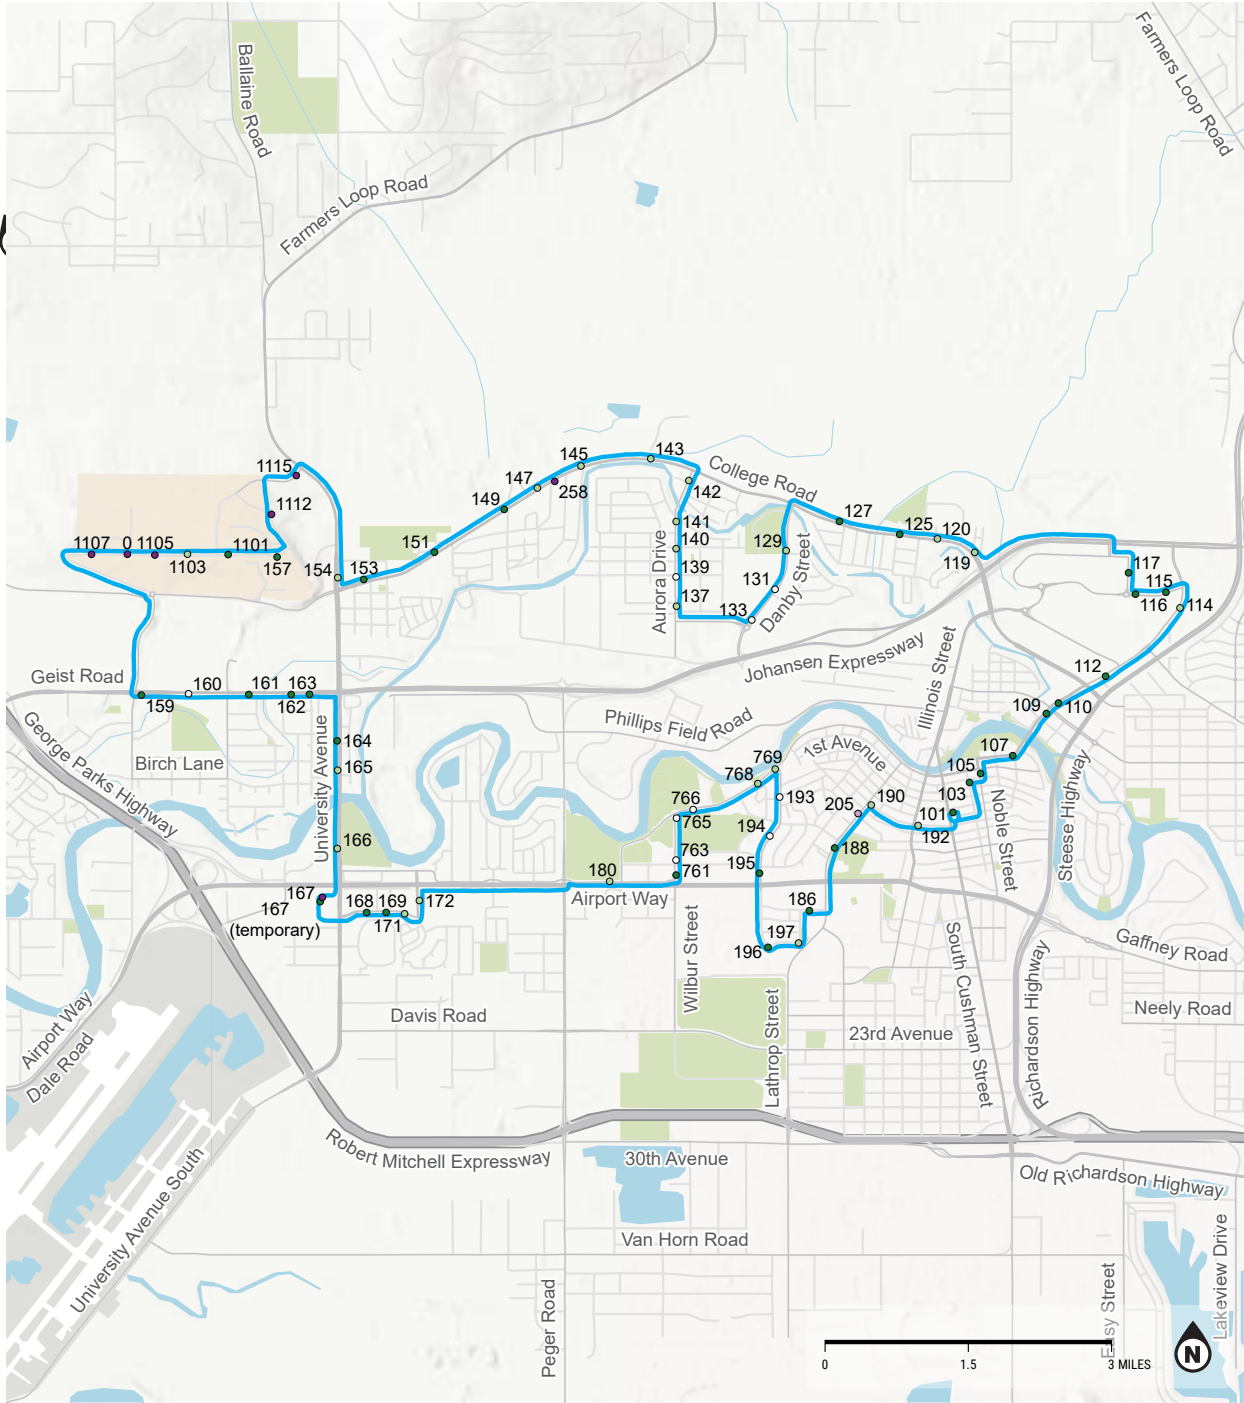 Ballaine Road
Farmers Loop Road
Farmers Loop Road
1115
1112
1107
0
1105
1103
1101
157
154
153
151
149
147
258
145
143
142
College Road
127
125
120
119
141
140
139
137
Aurora Drive
129
131
133
Danby Street
117
116
115
114
112
110
109
107
105
103
101
Johansen Expressway
Illinois Street
Geist Road
159
160
161
162
163
164
165
166
University Avenue
Birch Lane
George Parks Highway
Phillips Field Road
1st Avenue
769
768
766
765
763
761
193
194
195
205
190
192
188
186
197
196
Noble Street
Steese Highway
180
Airport Way
167
167
(temporary)
168
169
171
172
Wilbur Street
Lathrop Street
South Cushman Street
Richardson Highway
Gaffney Road
Neely Road
23rd Avenue
Davis Road
Airport Way
Dale Road
University Avenue South
Robert Mitchell Expressway
30th Avenue
Old Richardson Highway
Van Horn Road
Peger Road
Easy Street
Lakeview Drive
0
1.5
3 MILES
N